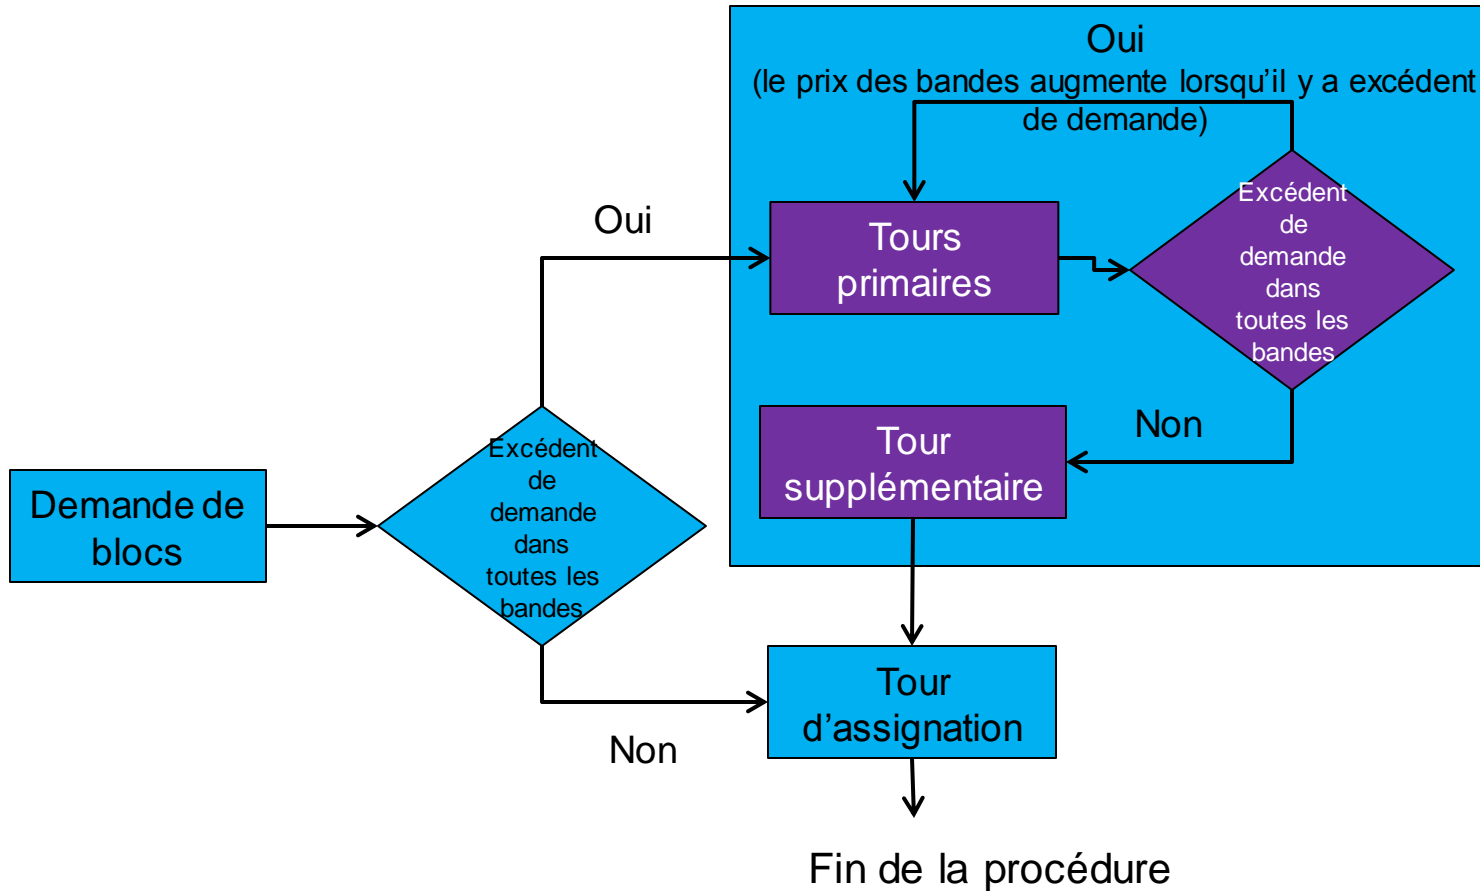 Demande de
blocs
Excédent
de
demande
dans
toutes les
bandes
Oui
Non
Oui
(le prix des bandes augmente lorsqu'il y a excédent
de demande)
Tours
primaires
Excédent
de
demande
dans
toutes les
bandes
Non
Tour
supplémentaire
Tour
d'assignation
Fin de la procédure